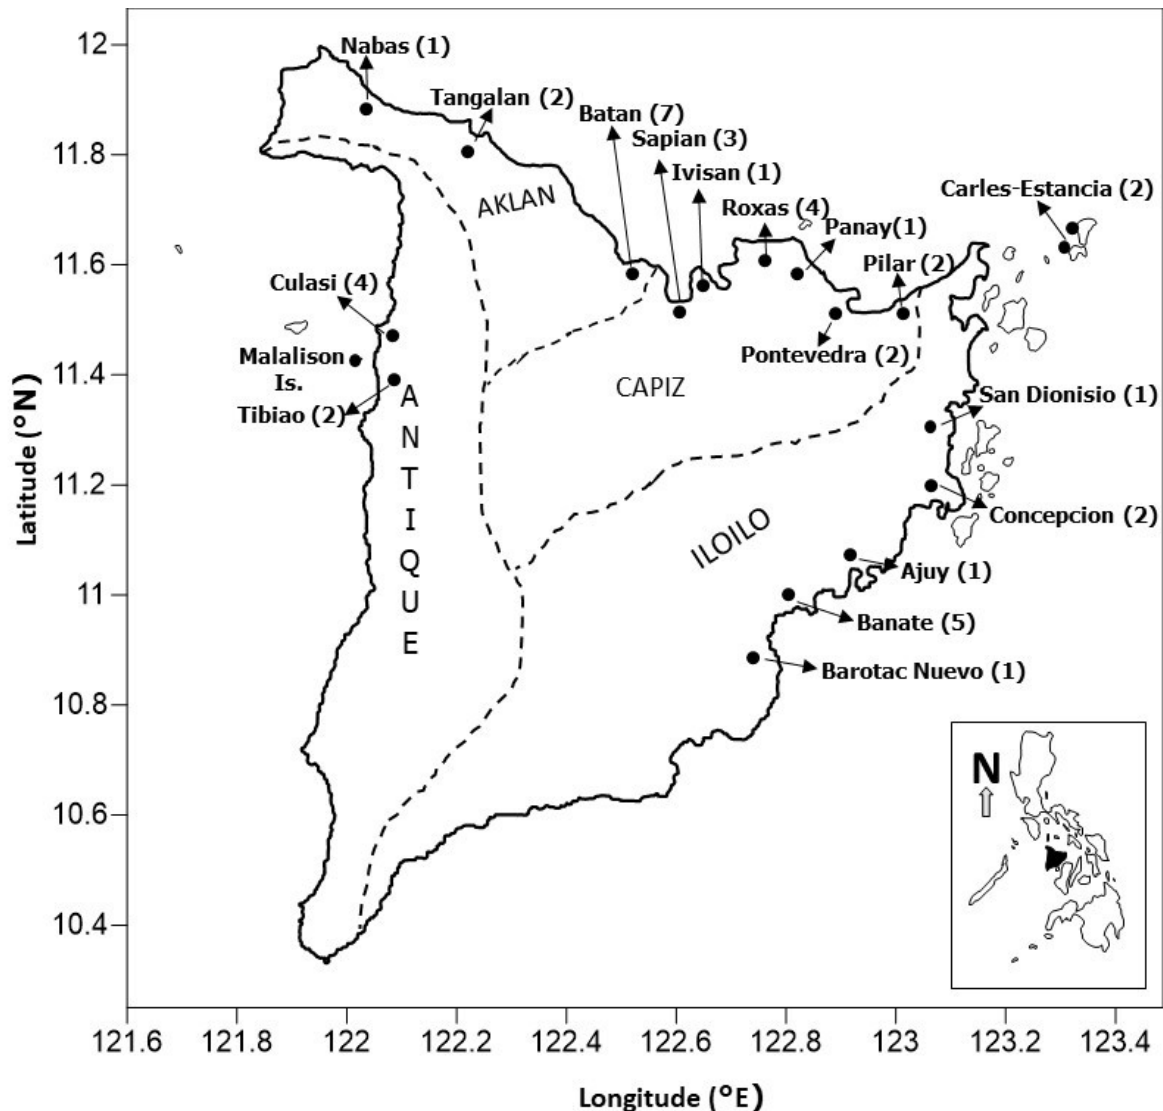 12
Nabas (1)
Tangalan (2)
Batan (7)
11.8
Sapian (3)
Ivisan (1)
AKLAN
Roxas (4)
Carles-Estancia (2)
Panay(1)
11.6
Pilar (2)
Culasi (4)
Malalison
Is.
Pontevedra
(2)
11.4
CAPIZ
San Dionisio (1)
Tibiao (2)
ANTIQUE
11.2
Concepcion (2)
ILOILO
Ajuy (1)
11
Banate (5)
Barotac Nuevo (1)
10.8
N
10.6
10.4
Latitude (°N)
121.6
121.8
122
122.2
122.4
122.6
122.8
123
123.2
123.4
Longitude (°E)